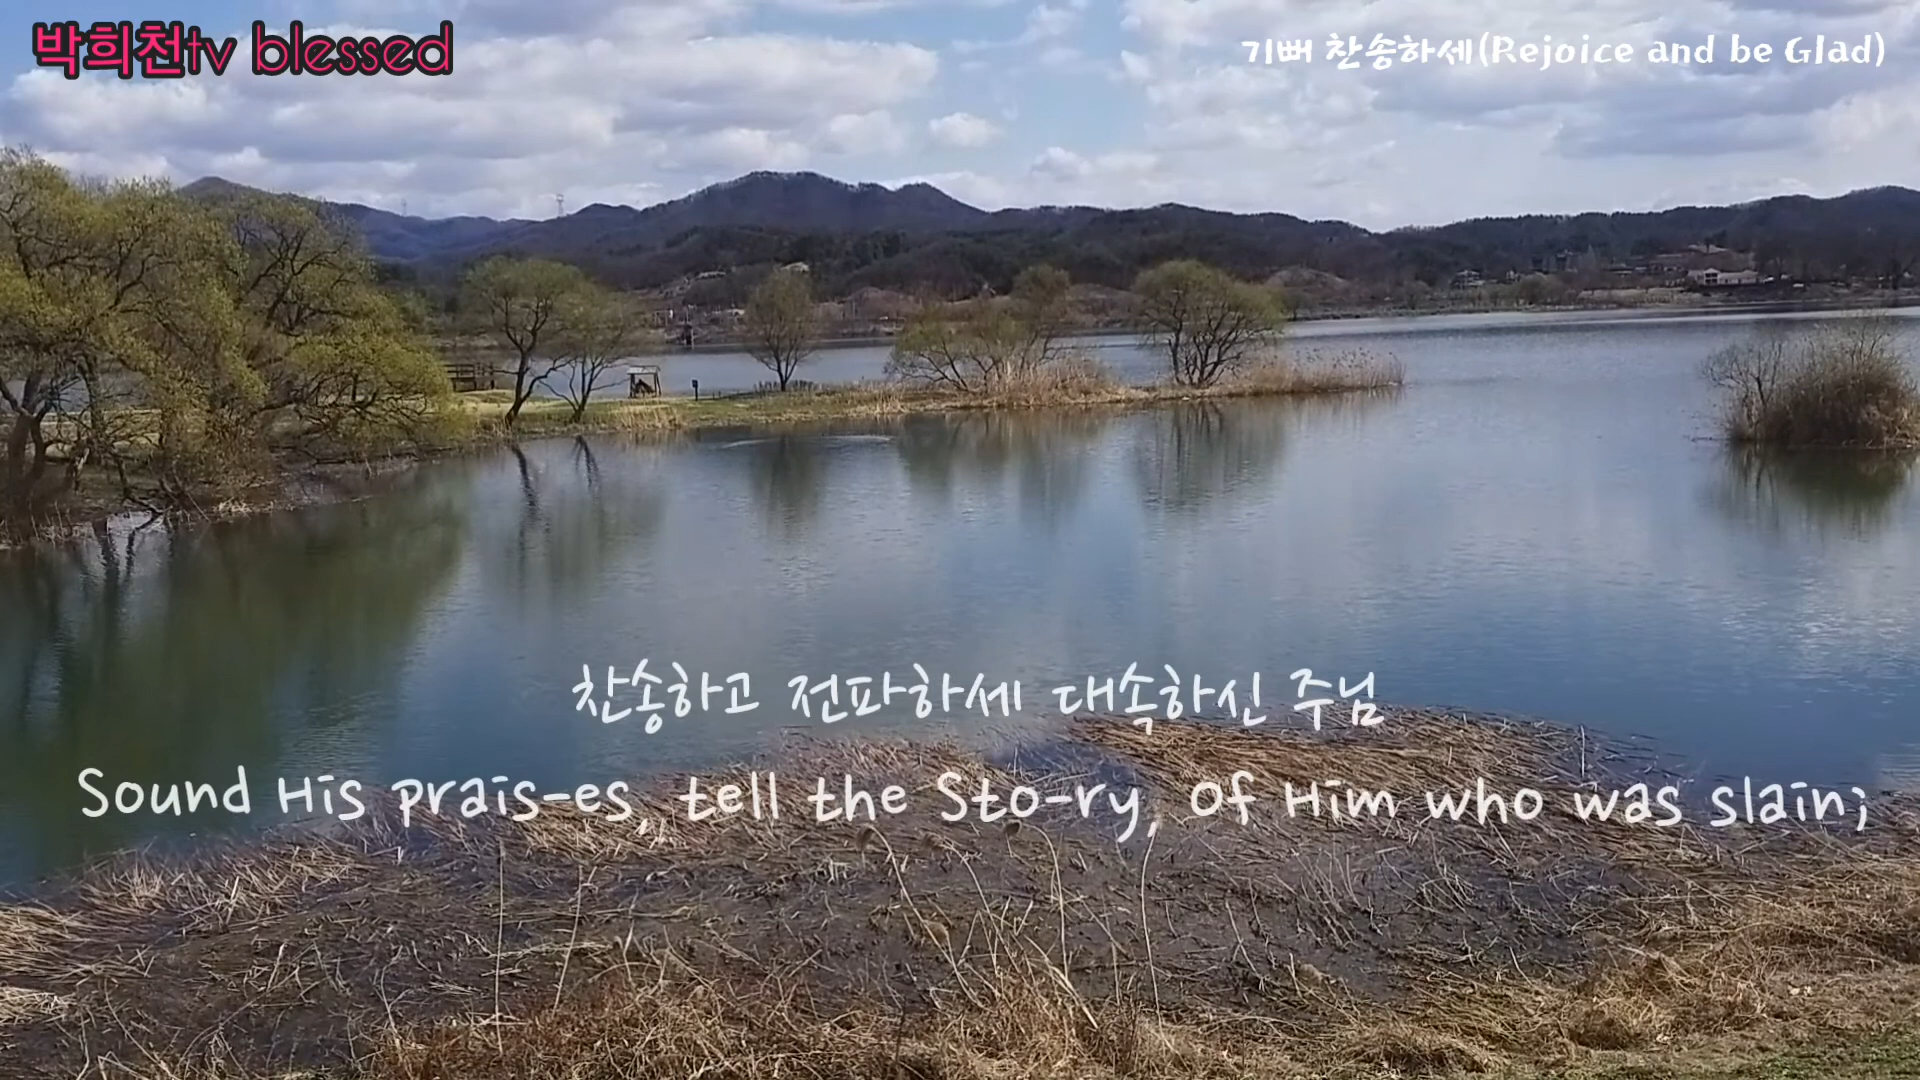 박희천tv blessed
기뻐 찬송하세(Rejoice and be Glad)
찬송하고 전파하세 대속하신 주님
Sound His prais-es, tell the Sto-ry, Of Him who was slain;